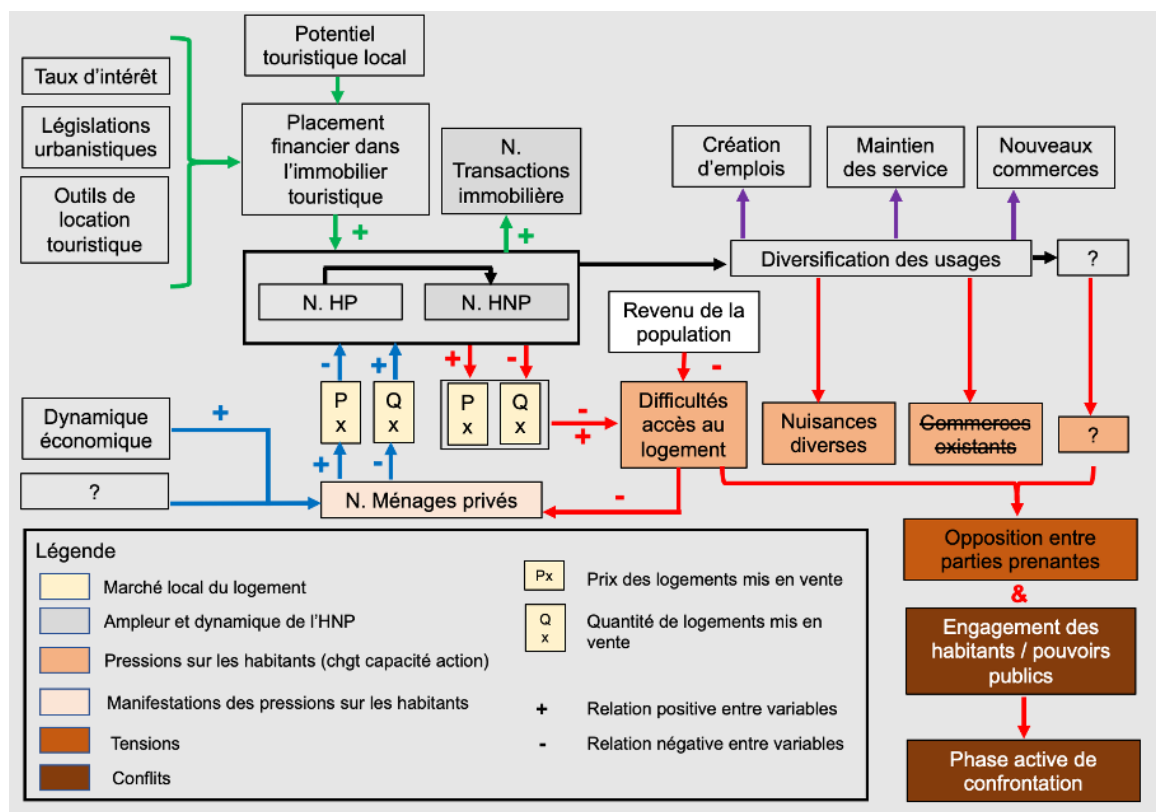 Potentiel
touristique local
Taux d'intérêt
Législations
urbanistiques
Outils de
location
touristique
Placement
financier dans
l'immobilier
touristique
N.
Transactions
immobilière
Création
d'emplois
Maintien
des service
Nouveaux
commerces
+
+
Diversification des usages
?
N. HP
N. HNP
Revenu de la
population
-
+
+
-
-
P
x
Q
x
P
x
Q
x
-
+
Difficultés
accès au
logement
Nuisances
diverses
Commerces
existants
?
Dynamique
économique
+
+
-
?
N. Ménages privés
-
Opposition entre
parties prenantes
&
Engagement des
habitants / pouvoirs
publics
Phase active de
confrontation
Légende
Marché local du logement
Ampleur et dynamique de l'HNP
Pressions sur les habitants (chgt capacité action)
Manifestations des pressions sur les habitants
Tensions
Conflits
Px
Prix des logements mis en vente
Q
x
Quantité de logements mis en
vente
+
Relation positive entre variables
-
Relation négative entre variables